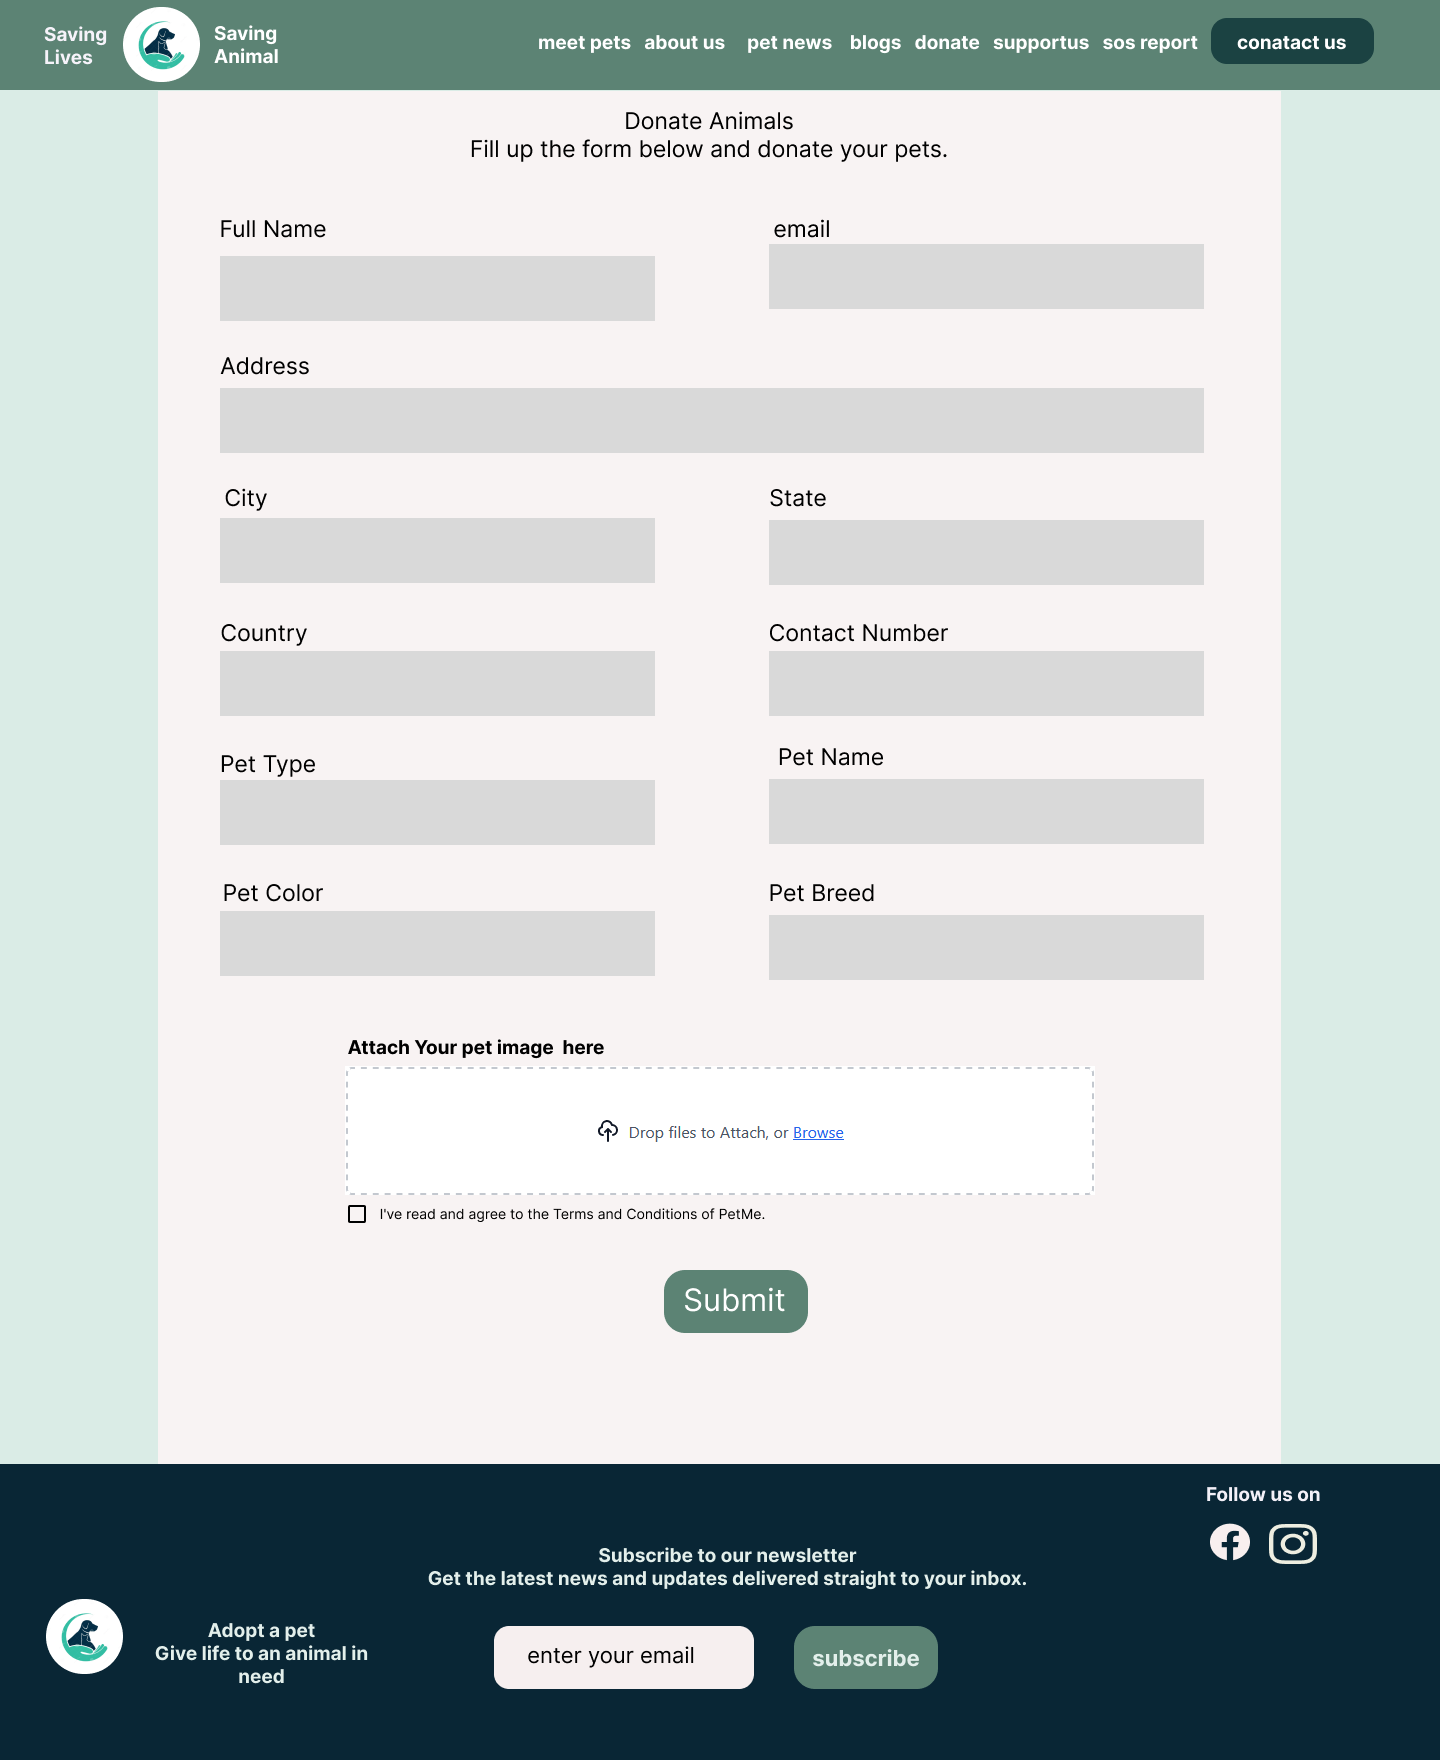 Saving
Lives
Saving
Animal
meet pets about us pet news blogs donate supportus sos report conatact us
Donate Animals
Fill up the form below and donate your pets.
Full Name
email
Address
City
State
Country
Contact Number
Pet Type
Pet Name
Pet Color
Pet Breed
Attach Your pet image here
Drop files to Attach, or Browse
I've read and agree to the Terms and Conditions of PetMe.
Submit
Follow us on
Subscribe to our newsletter
Get the latest news and updates delivered straight to your inbox.
Adopt a pet
Give life to an animal in
need
enter your email
subscribe